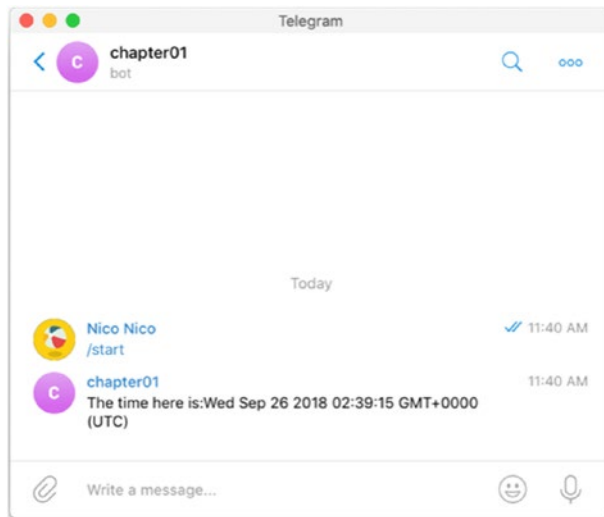 Telegram
C
chapter01
bot
Today
Nico Nico 11:40 AM
/start
C
chapter01 11:40 AM
The time here is:Wed Sep 26 2018 02:39:15 GMT+0000
(UTC)
Write a message...